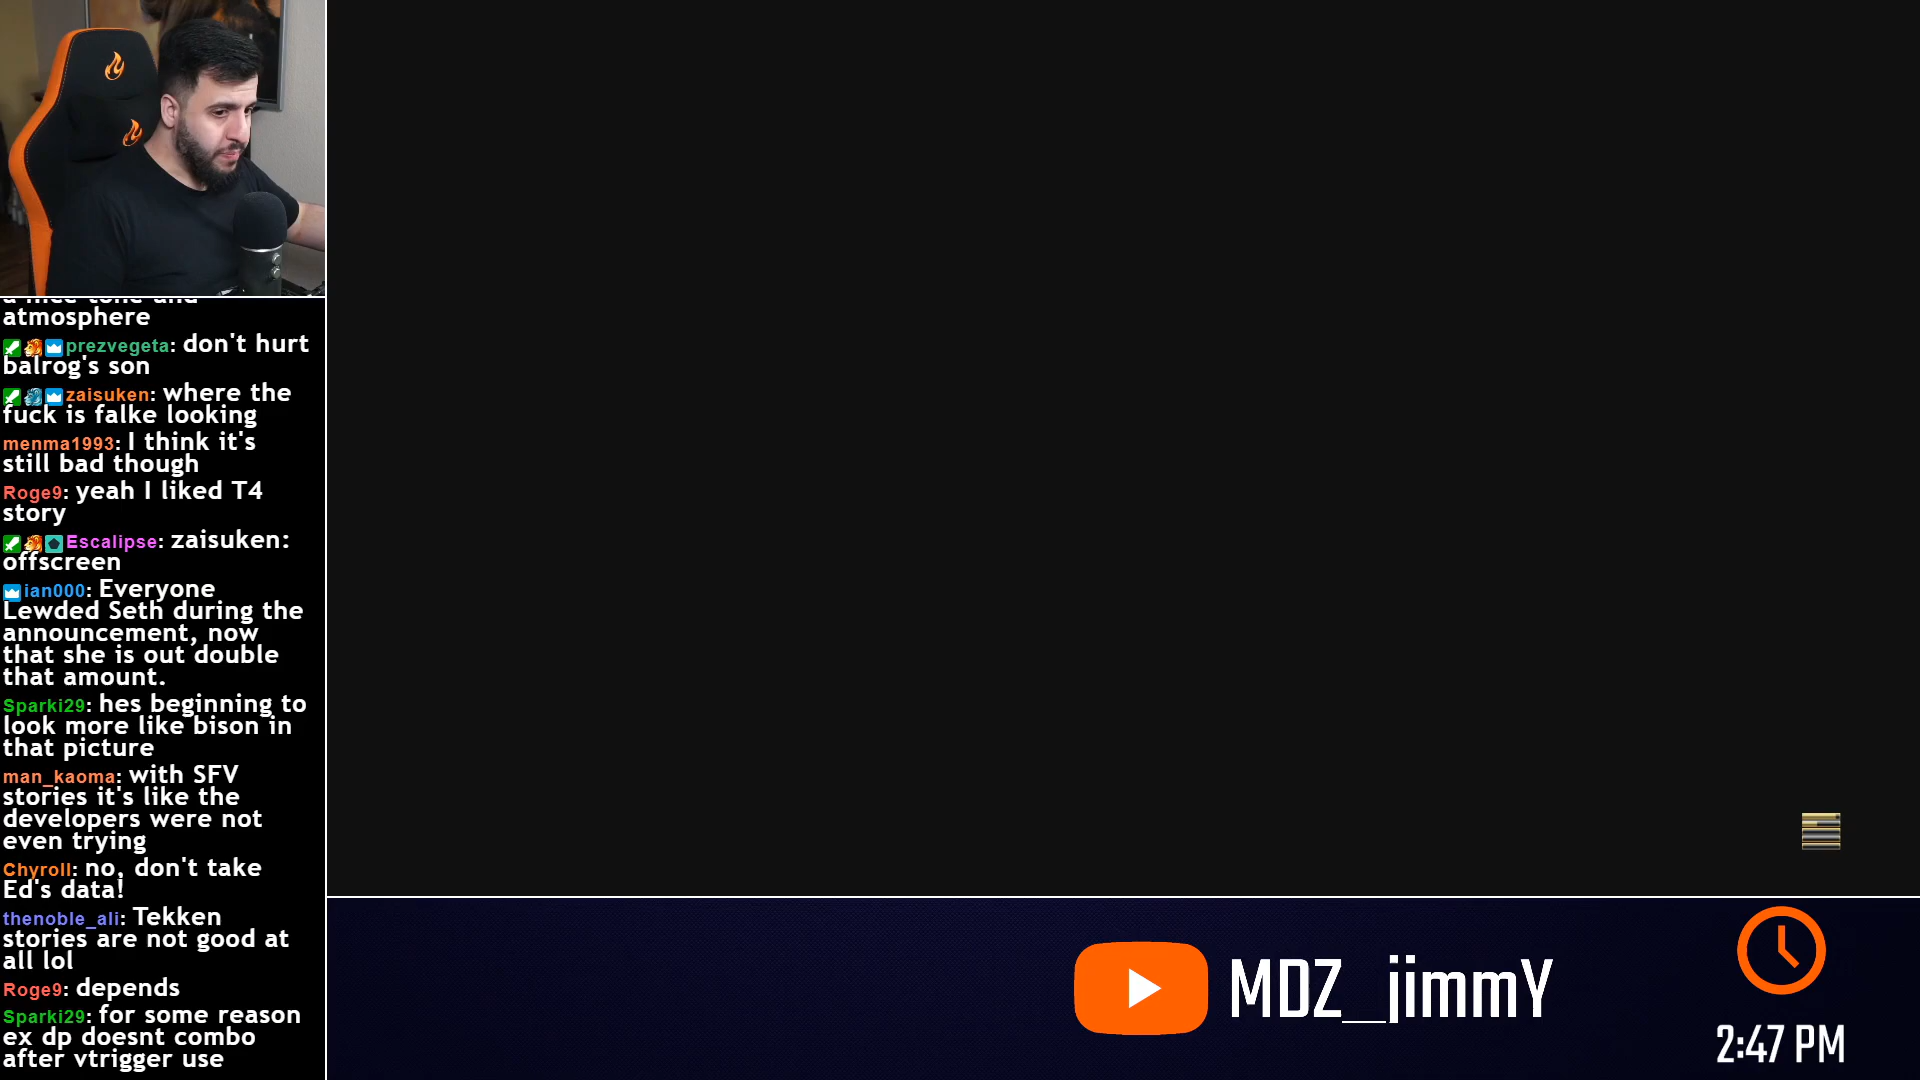 a nice tone and
atmosphere
prezvegeta: don't hurt
balrog's son
zaisuken: where the
fuck is falke looking
menma1993: I think it's
still bad though
Roge9: yeah I liked T4
story
Escalipse: zaisuken:
offscreen
ian000: Everyone
Lewded Seth during the
announcement, now
that she is out double
that amount.
Sparki29: hes beginning to
look more like bison in
that picture
man_kaoma: with SFV
stories it's like the
developers were not
even trying
Chyroll: no, don't take
Ed's data!
thenoble_ali: Tekken
stories are not good at
all lol
Roge9: depends
Sparki29: for some reason
ex dp doesnt combo
after vtrigger use
MDZ_jimmY
2:47 PM